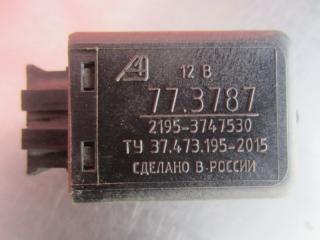 12 В
77.3787
2195-3747530
ТУ 37.473.195-2015
СДЕЛАНО В РОССИИ